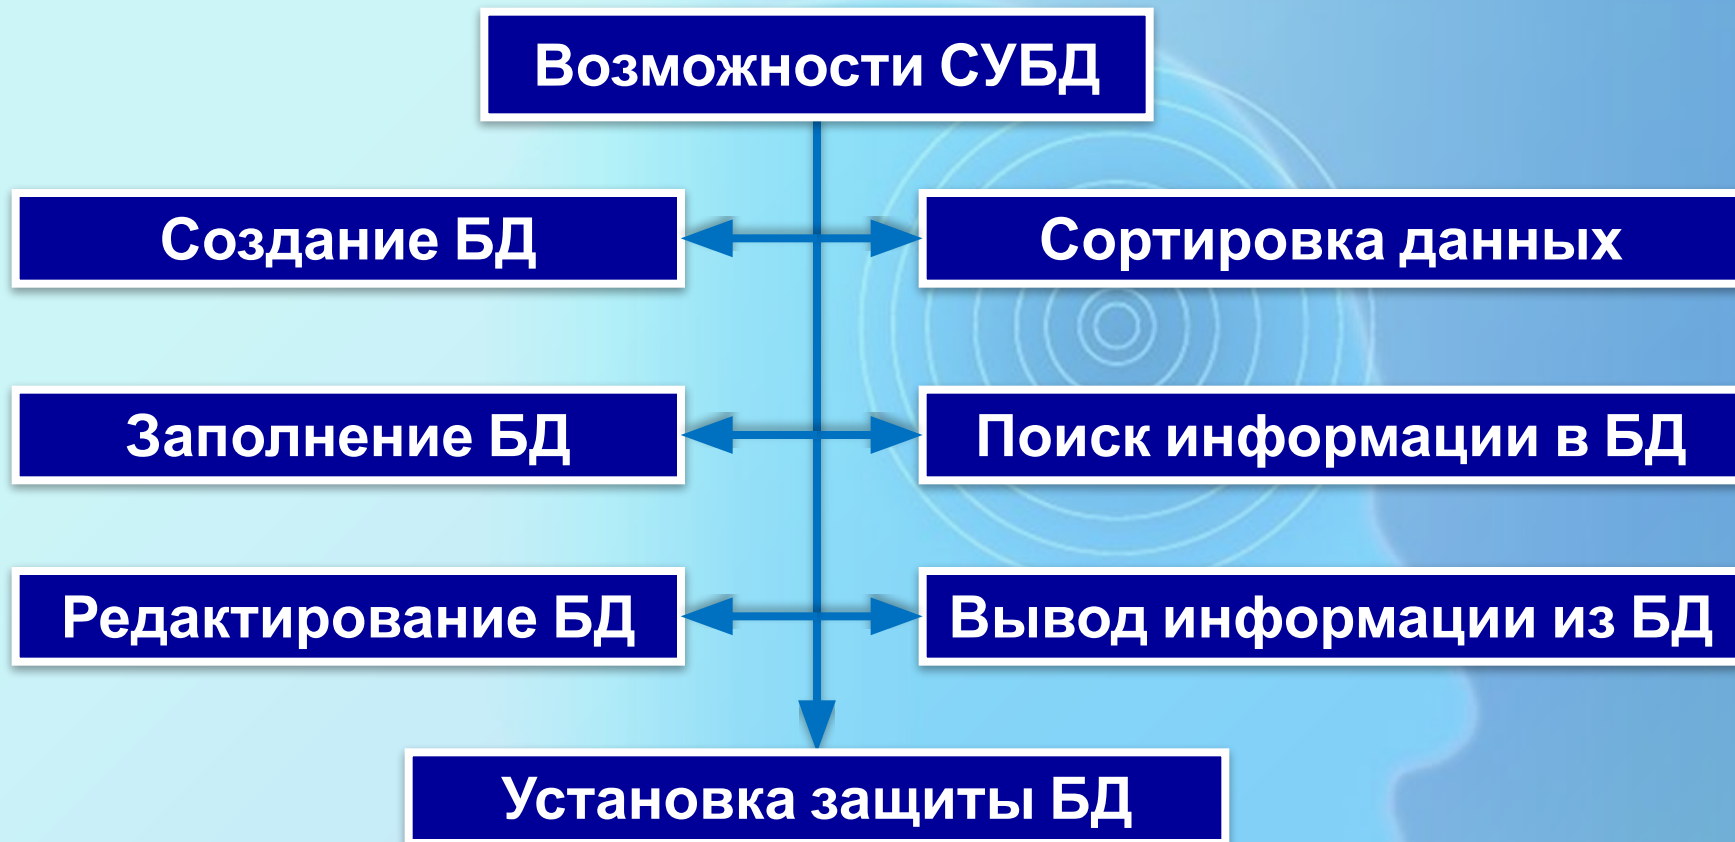 Возможности СУБД
Создание БД
Сортировка данных
Заполнение БД
Поиск информации в БД
Редактирование БД
Вывод информации из БД
Установка защиты БД